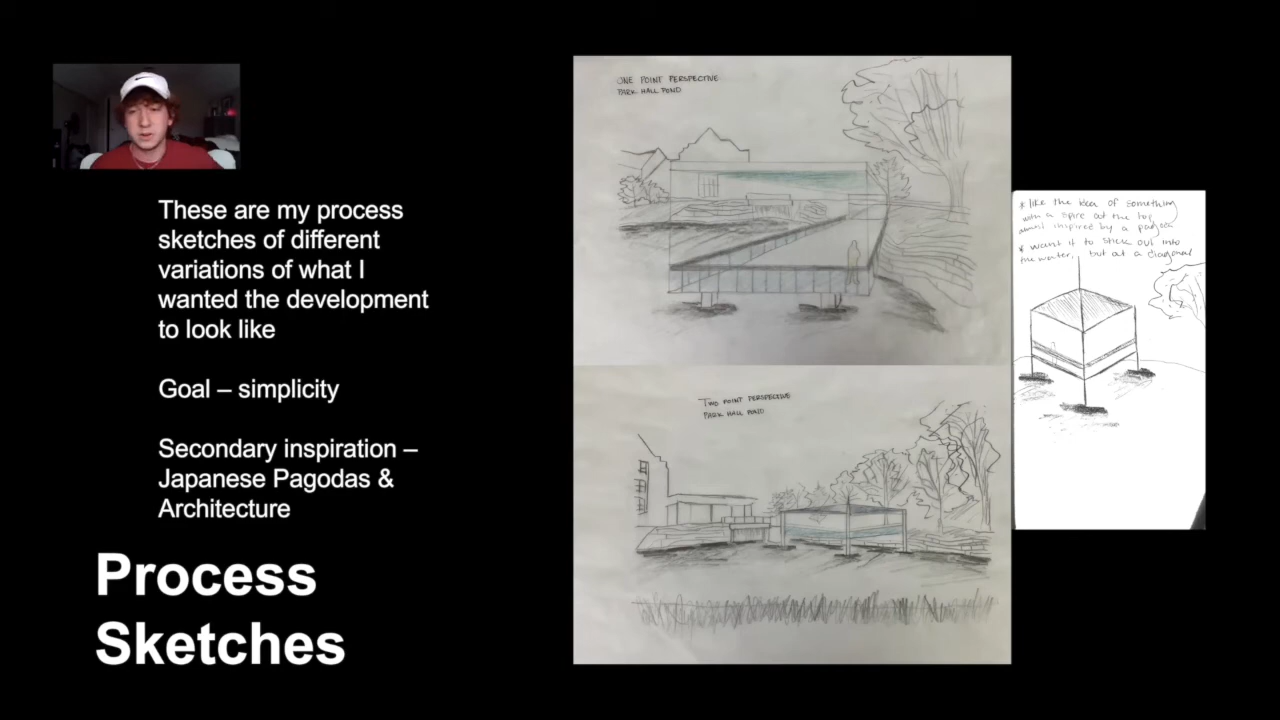 These are my process
sketches of different
variations of what I
wanted the development
to look like
Goal – simplicity
Secondary inspiration –
Japanese Pagodas &
Architecture
Process
Sketches
ONE POINT PERSPECTIVE
PARK HALL POND
TWO POINT PERSPECTIVE
PARK HALL POND
* like the idea of something
with a spire at the top
almost inspired by a pagoda
* want it to stick out into
the water, but at a diagonal